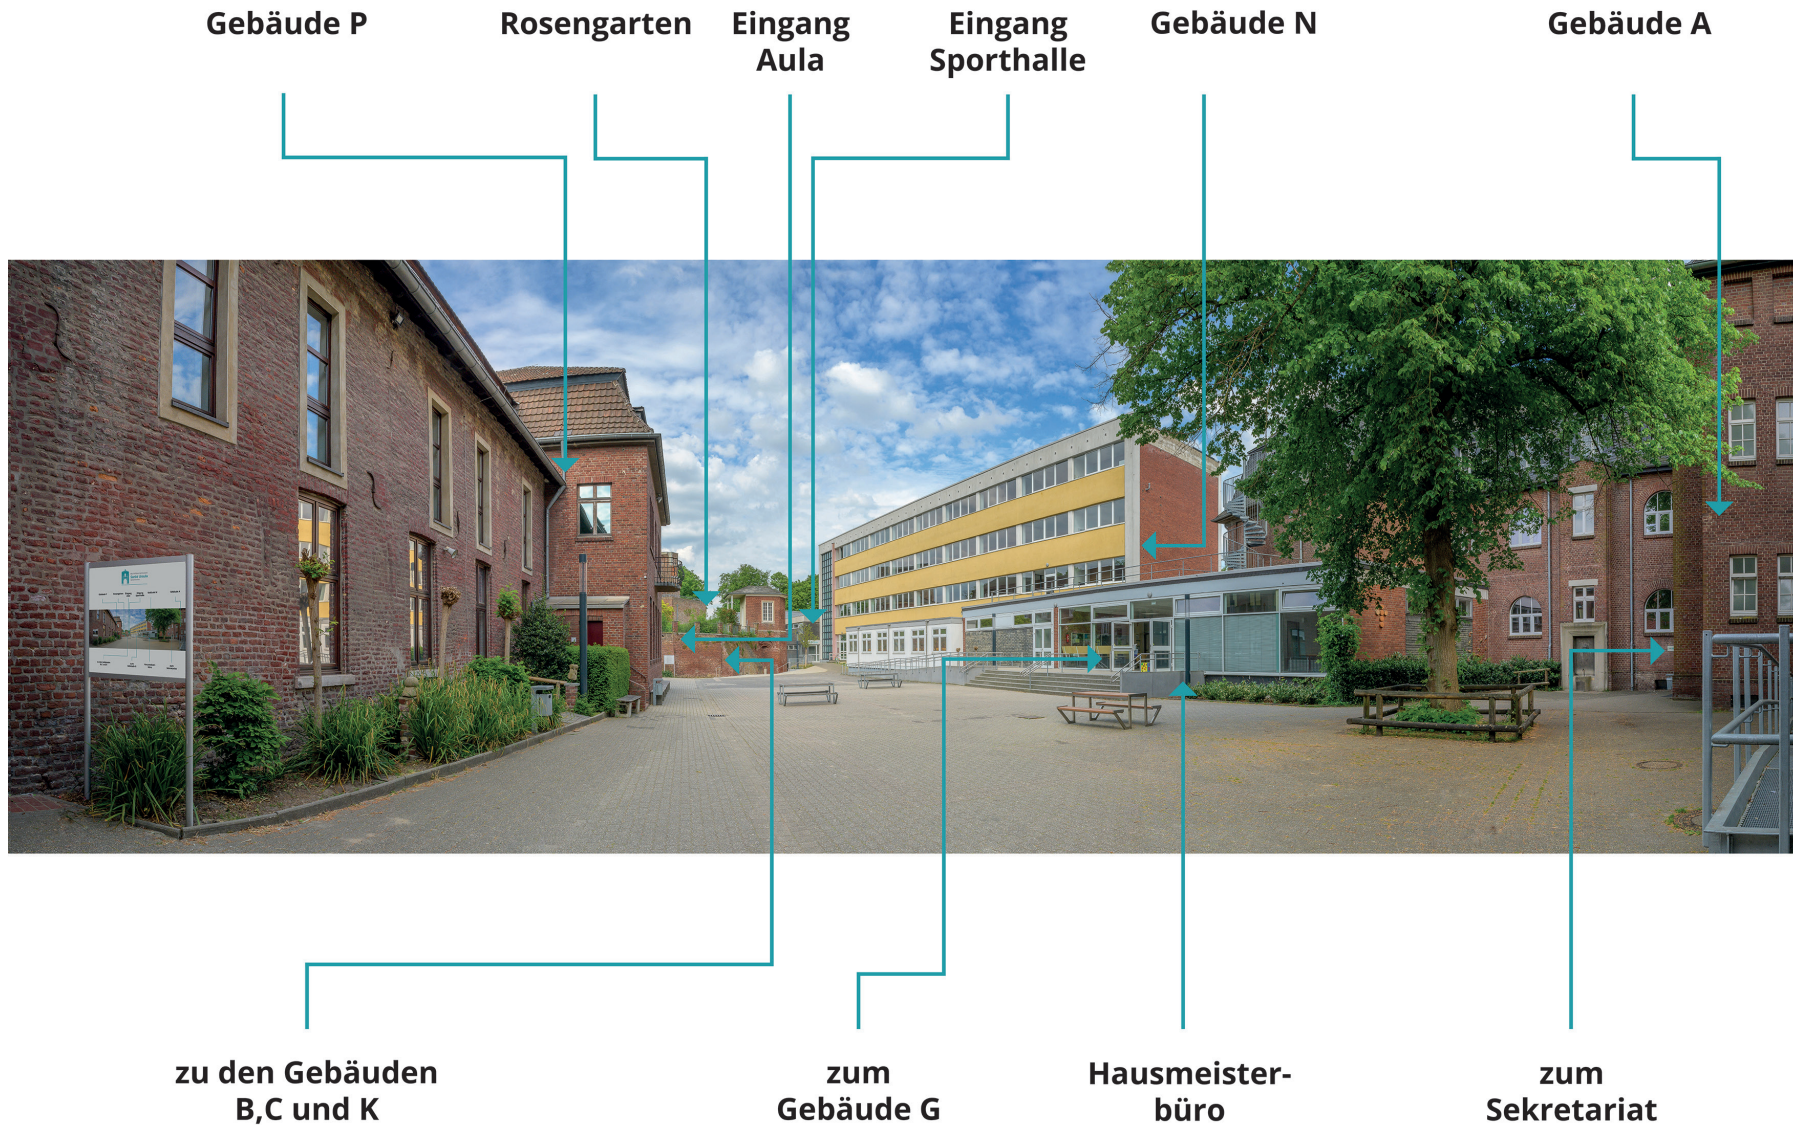 Gebäude P
Rosengarten
Eingang
Aula
Eingang
Sporthalle
Gebäude N
Gebäude A
zu den Gebäuden
B,C und K
zum
Gebäude G
Hausmeister-
büro
zum
Sekretariat